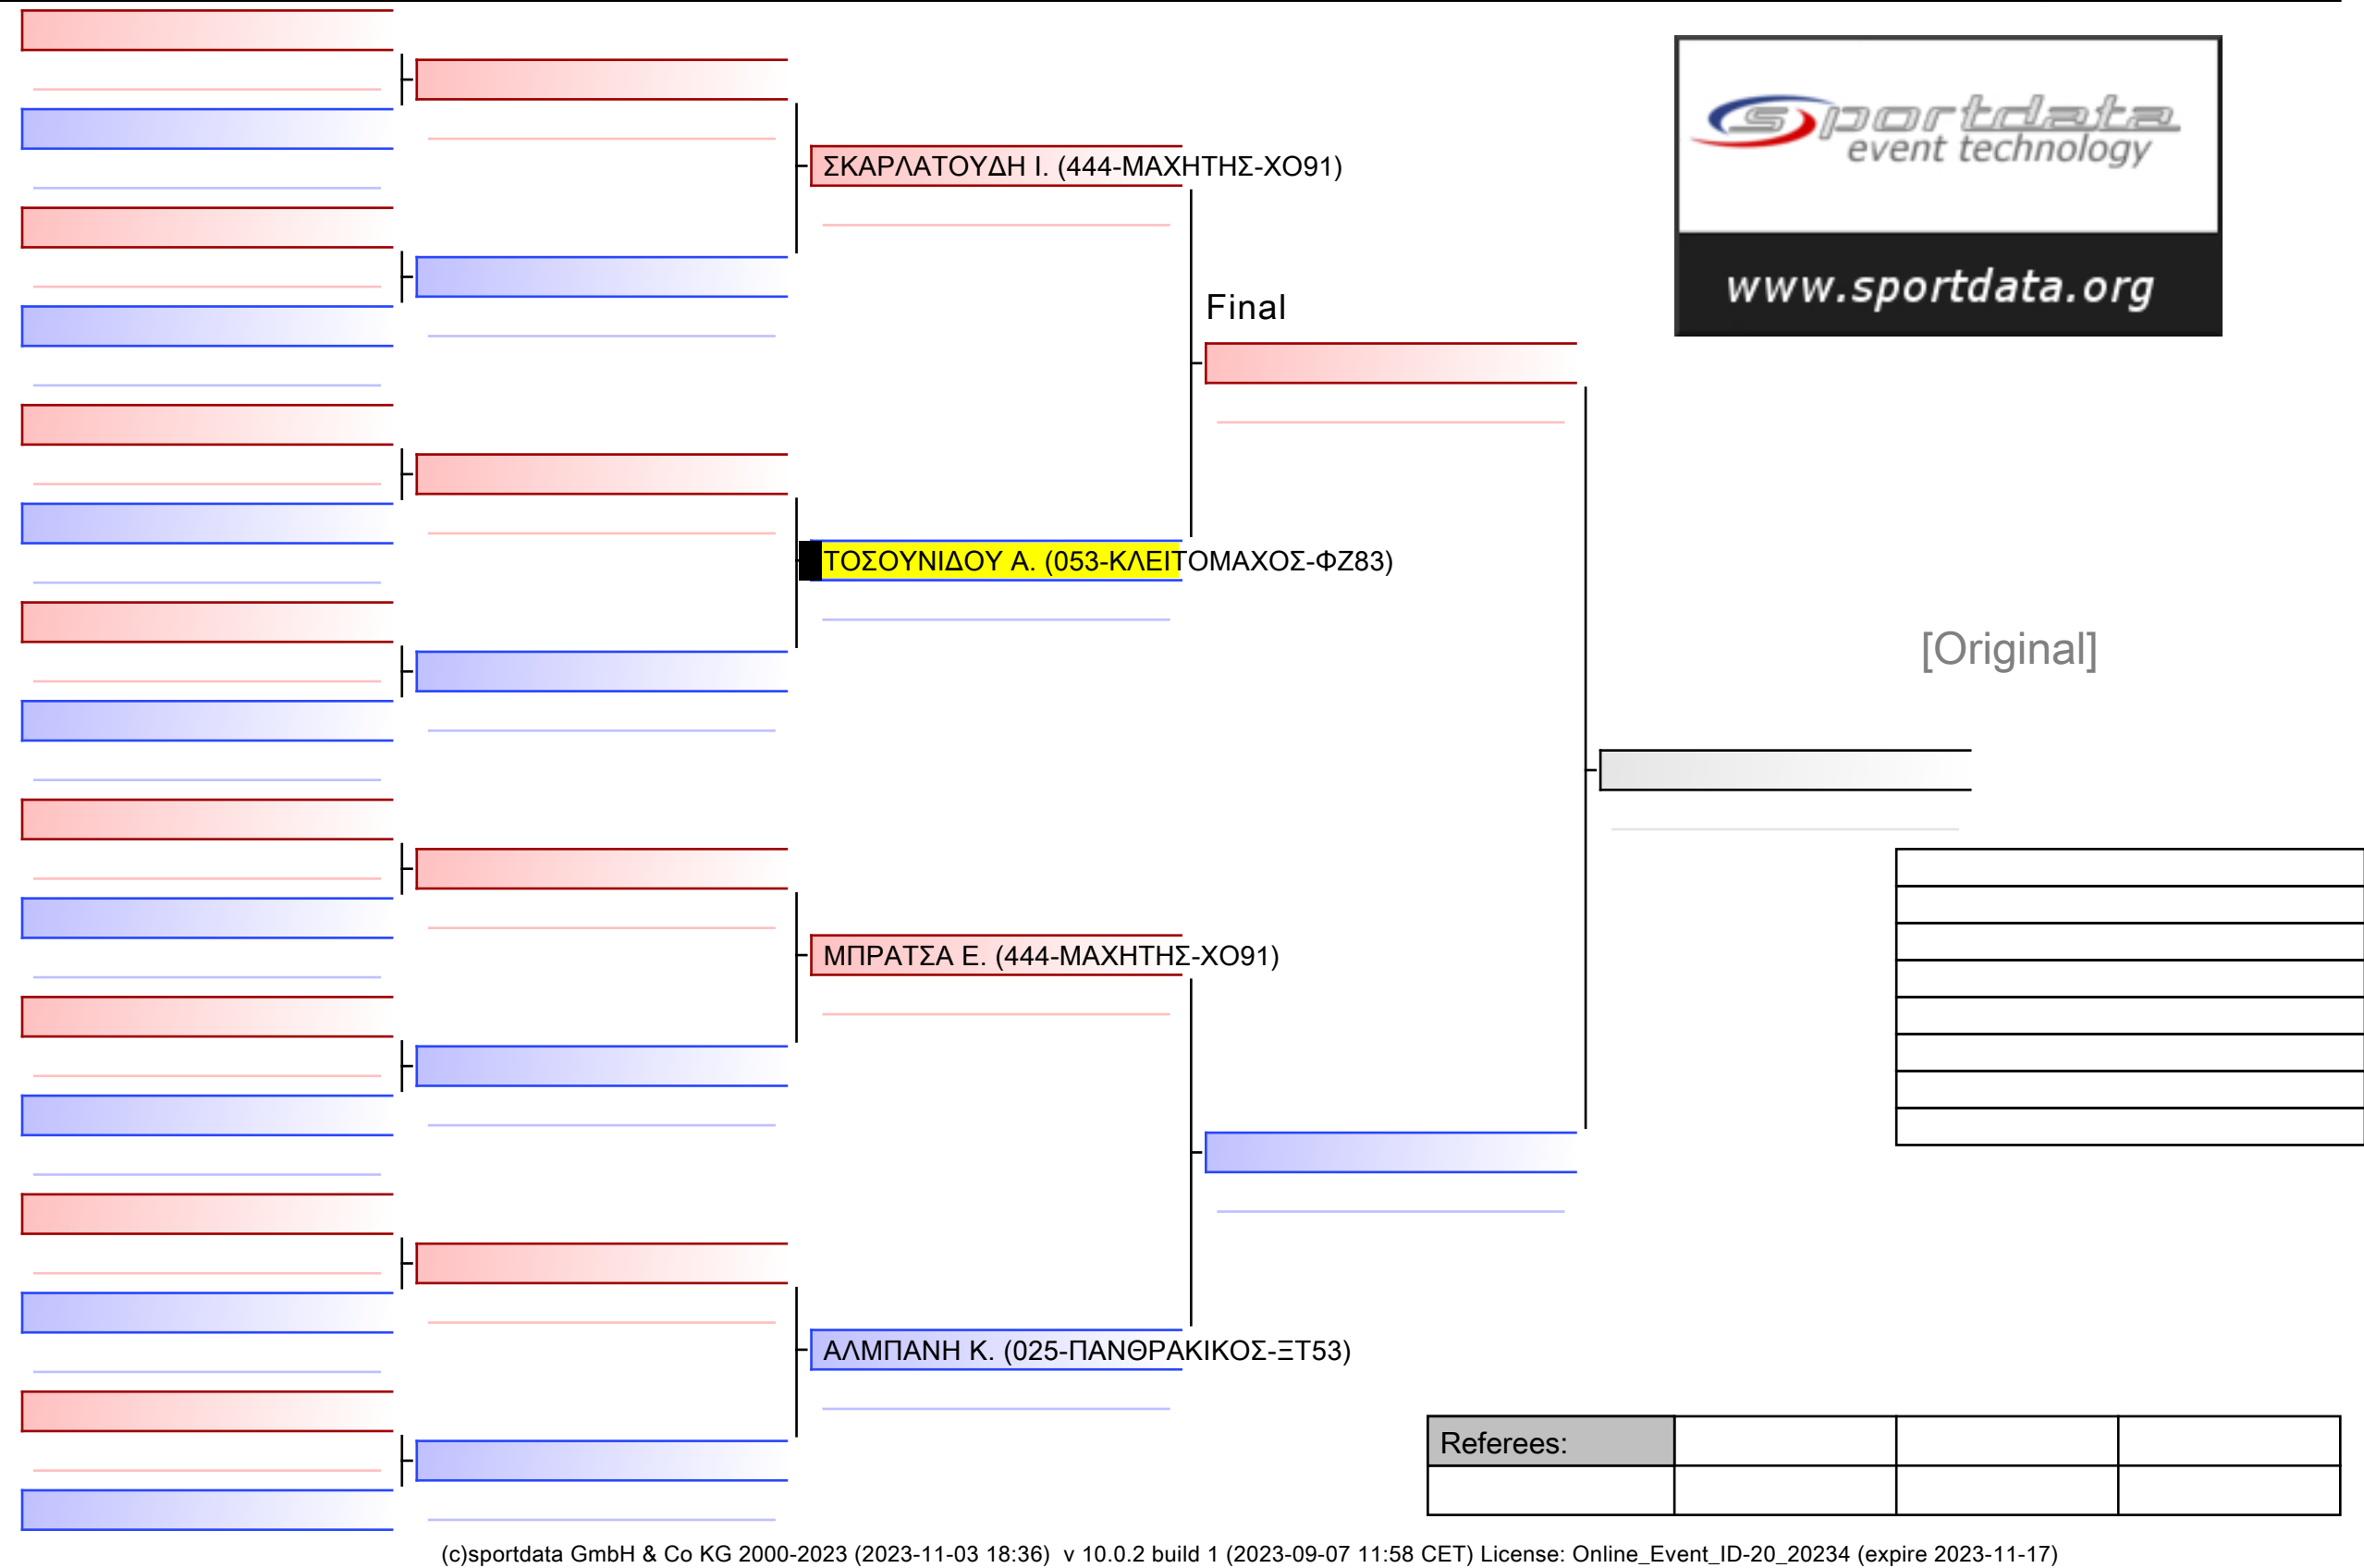 sportdata
event technology
www.sportdata.org
ΣΚΑΡΛΑΤΟΥΔΗ Ι. (444-ΜΑΧΗΤΗΣ-ΧΟ91)
Final
ΤΟΣΟΥΝΙΔΟΥ Α. (053-ΚΛΕΙΤΟΜΑΧΟΣ-ΦΖ83)
[Original]
ΜΠΡΑΤΣΑ Ε. (444-ΜΑΧΗΤΗΣ-ΧΟ91)
ΑΛΜΠΑΝΗ Κ. (025-ΠΑΝΘΡΑΚΙΚΟΣ-ΞΤ53)
Referees:
(c)sportdata GmbH & Co KG 2000-2023 (2023-11-03 18:36) v 10.0.2 build 1 (2023-09-07 11:58 CET) License: Online_Event_ID-20_20234 (expire 2023-11-17)